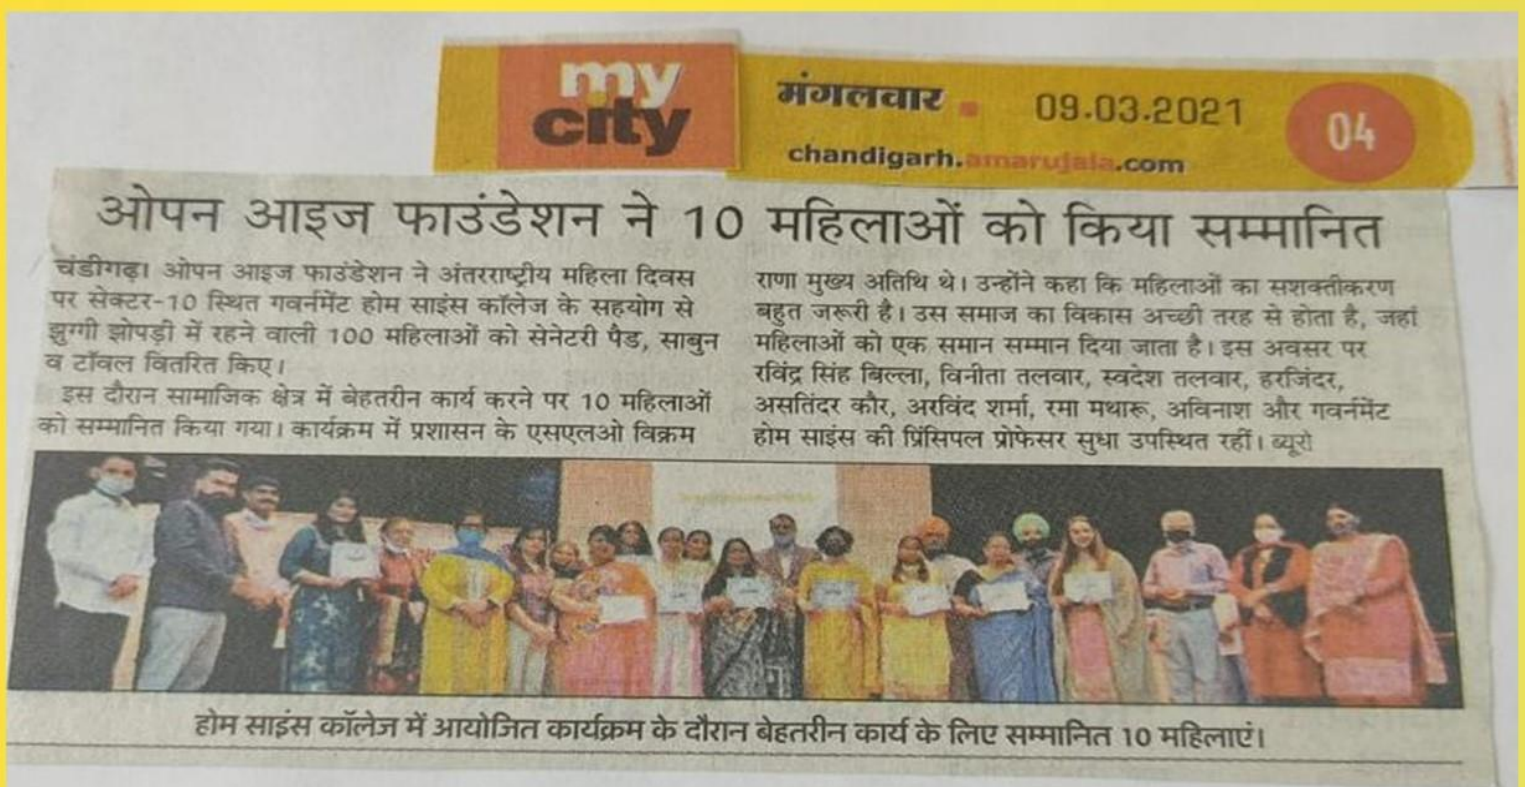 my
city
मंगलवार
09.03.2021
04
chandigarh.amarujala.com
ओपन आइज फाउंडेशन ने 10 महिलाओं को किया सम्मानित
चंडीगढ़। ओपन आइज फाउंडेशन ने अंतरराष्ट्रीय महिला दिवस
पर सेक्टर-10 स्थित गवर्नमेंट होम साइंस कॉलेज के सहयोग से
झुग्गी झोपड़ी में रहने वाली 100 महिलाओं को सेनेटरी पैड, साबुन
व टॉवल वितरित किए।
इस दौरान सामाजिक क्षेत्र में बेहतरीन कार्य करने पर 10 महिलाओं
को सम्मानित किया गया। कार्यक्रम में प्रशासन के एसएलओ विक्रम
राणा मुख्य अतिथि थे। उन्होंने कहा कि महिलाओं का सशक्तीकरण
बहुत जरूरी है। उस समाज का विकास अच्छी तरह से होता है, जहां
महिलाओं को एक समान सम्मान दिया जाता है। इस अवसर पर
रविंद्र सिंह बिल्ला, विनीता तलवार, स्वदेश तलवार, हरजिंदर,
असतिंदर कौर, अरविंद शर्मा, रमा मथारू, अविनाश और गवर्नमेंट
होम साइंस की प्रिंसिपल प्रोफेसर सुधा उपस्थित रहीं। ब्यूरो
होम साइंस कॉलेज में आयोजित कार्यक्रम के दौरान बेहतरीन कार्य के लिए सम्मानित 10 महिलाएं।